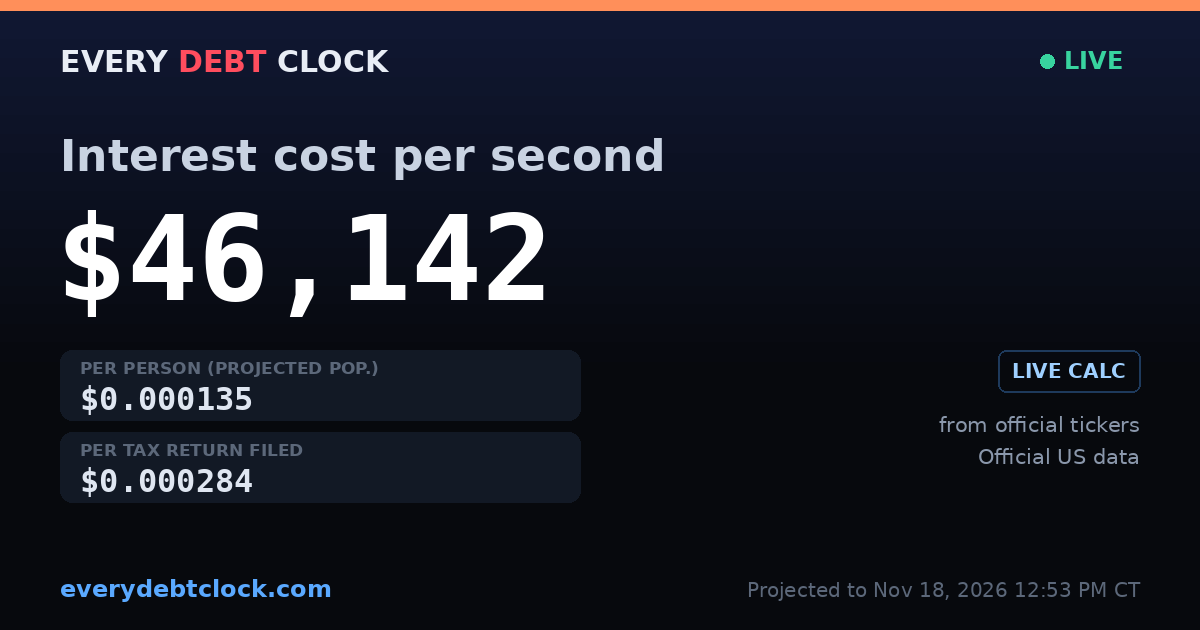 EVERY DEBT CLOCK
LIVE
Interest cost per second
$46,142
PER PERSON (PROJECTED POP.)
$0.000135
PER TAX RETURN FILED
$0.000284
LIVE CALC
from official tickers
Official US data
everydebtclock.com
Projected to Nov 18, 2026 12:53 PM CT